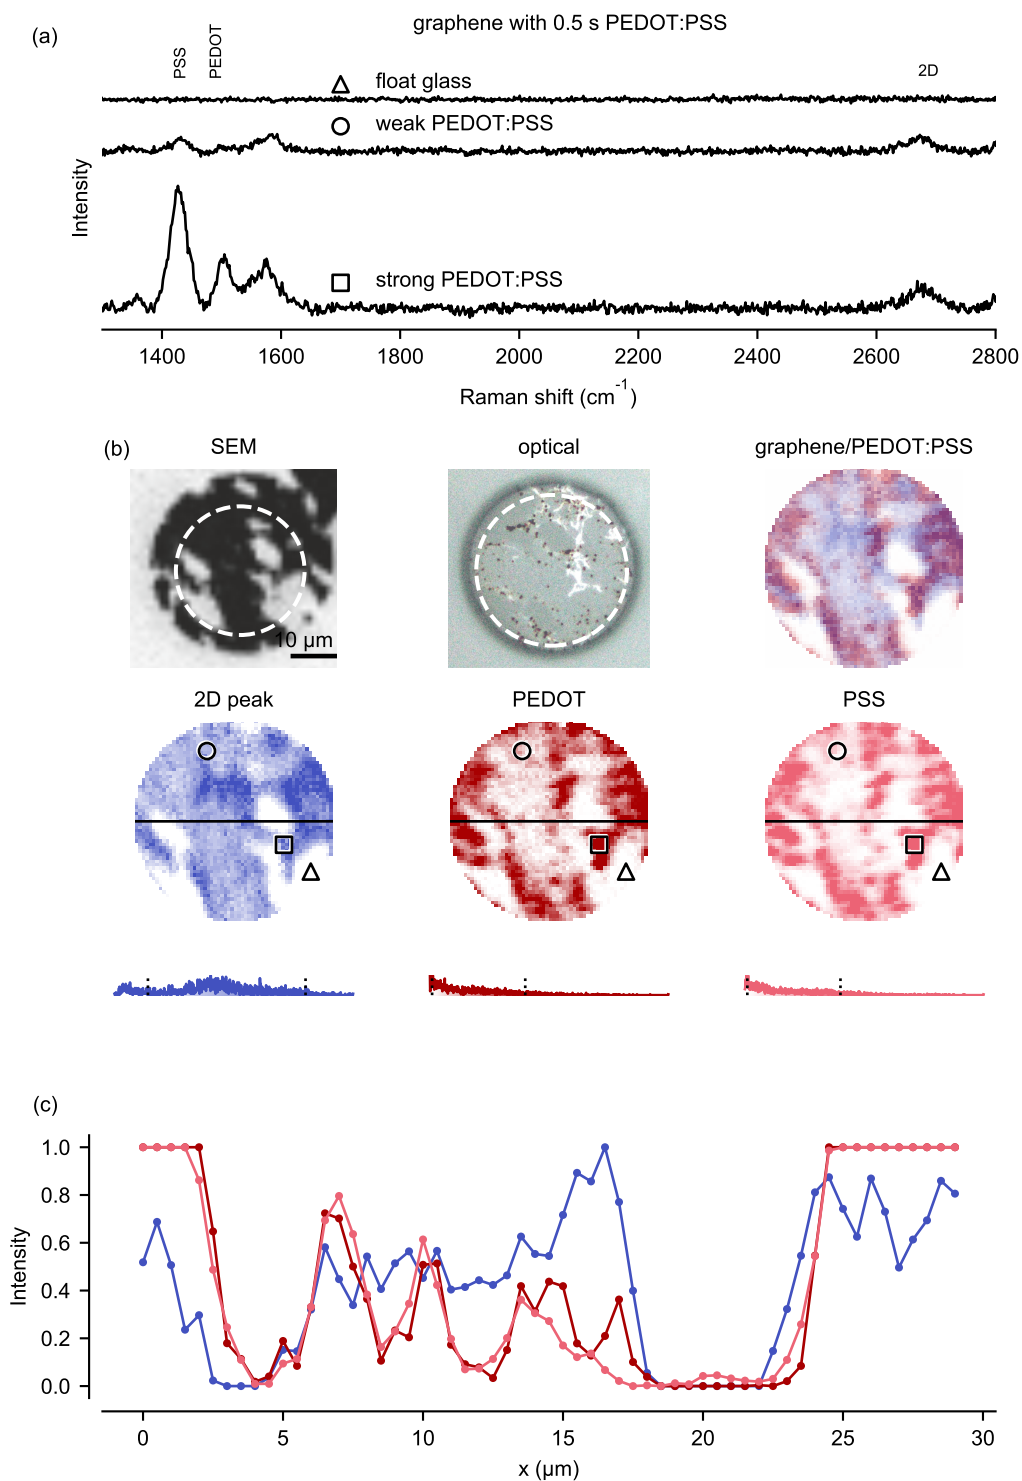 (a)
graphene with 0.5 s PEDOT:PSS
PSS
PEDOT
2D
float glass
weak PEDOT:PSS
strong PEDOT:PSS
Intensity
1400 1600 1800 2000 2200 2400 2600 2800
Raman shift (cm⁻¹)
(b)
SEM
optical
graphene/PEDOT:PSS
10 µm
2D peak
PEDOT
PSS
(c)
1.0
0.8
0.6
0.4
0.2
0.0
Intensity
0 5 10 15 20 25 30
x (µm)